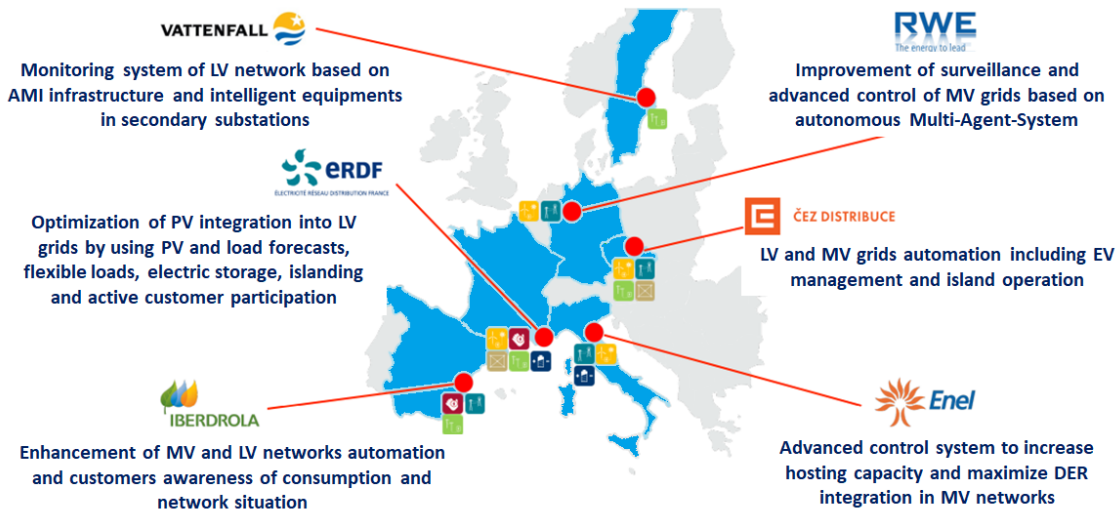 VATTENFALL
Monitoring system of LV network based on
AMI infrastructure and intelligent equipments
in secondary substations
RWE
The energy to lead
Improvement of surveillance and
advanced control of MV grids based on
autonomous Multi-Agent-System
eRDF
ÉLECTRICITÉ RÉSEAU DISTRIBUTION FRANCE
Optimization of PV integration into LV
grids by using PV and load forecasts,
flexible loads, electric storage, islanding
and active customer participation
ČEZ DISTRIBUCE
LV and MV grids automation including EV
management and island operation
IBERDROLA
Enhancement of MV and LV networks automation
and customers awareness of consumption and
network situation
Enel
Advanced control system to increase
hosting capacity and maximize DER
integration in MV networks